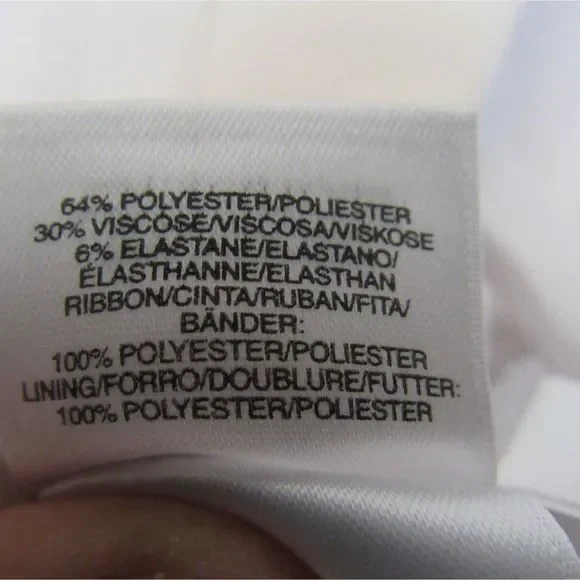 64% POLYESTER/POLIESTER
30% VISCOSE/VISCOSA/VISKOSE
6% ELASTANE/ELASTANO/
ÉLASTHANNE/ELASTHAN
RIBBON/CINTA/RUBAN/FITA/
BÄNDER:
100% POLYESTER/POLIESTER
LINING/FORRO/DOUBLURE/FUTTER:
100% POLYESTER/POLIESTER